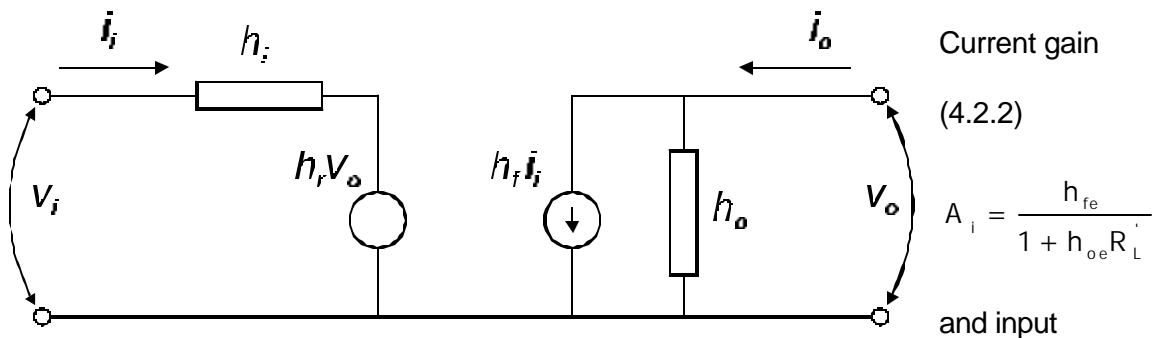 i_i
h_i
i_o
Current gain
(4.2.2)
h_r v_o
h_f i_i
v_i
h_o
v_o
A_i = h_fe / (1 + h_oe R'_L)
and input